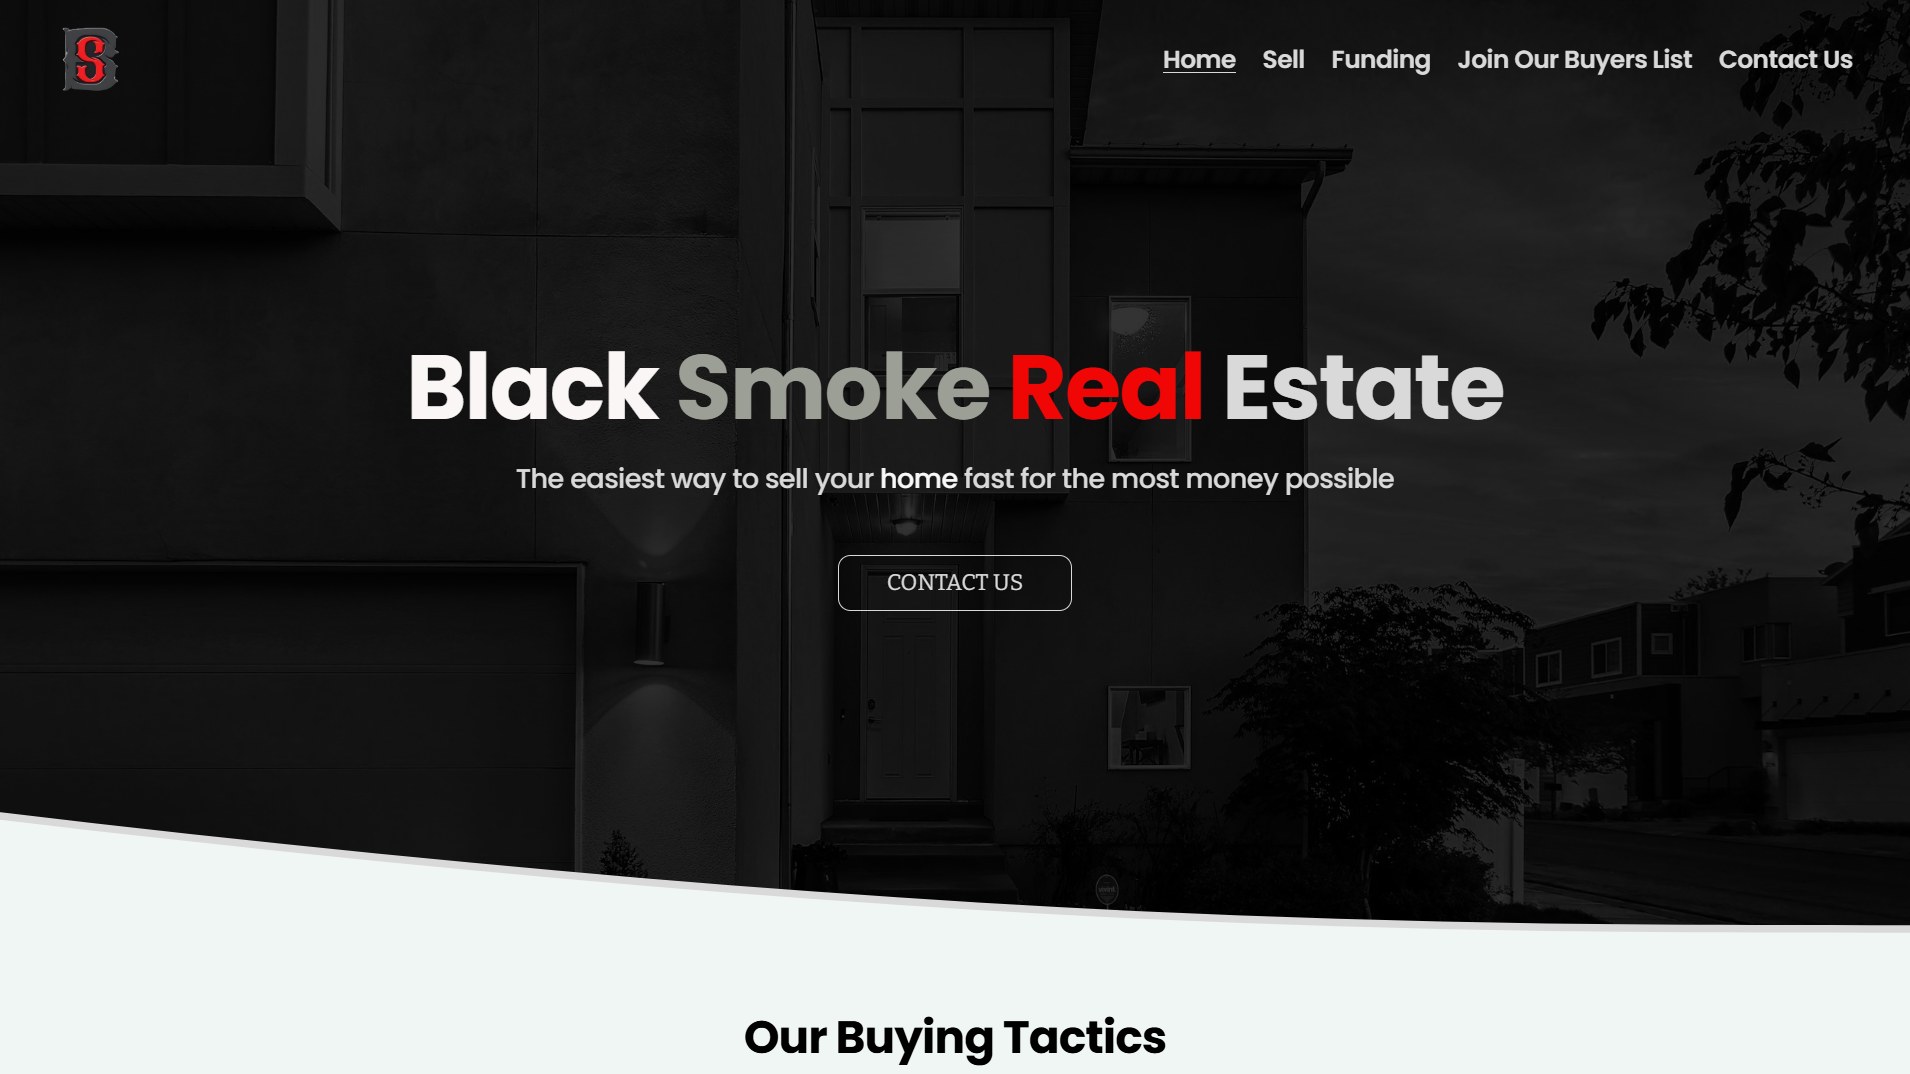 BS
Home Sell Funding Join Our Buyers List Contact Us
Black Smoke Real Estate
The easiest way to sell your home fast for the most money possible
CONTACT US
Our Buying Tactics